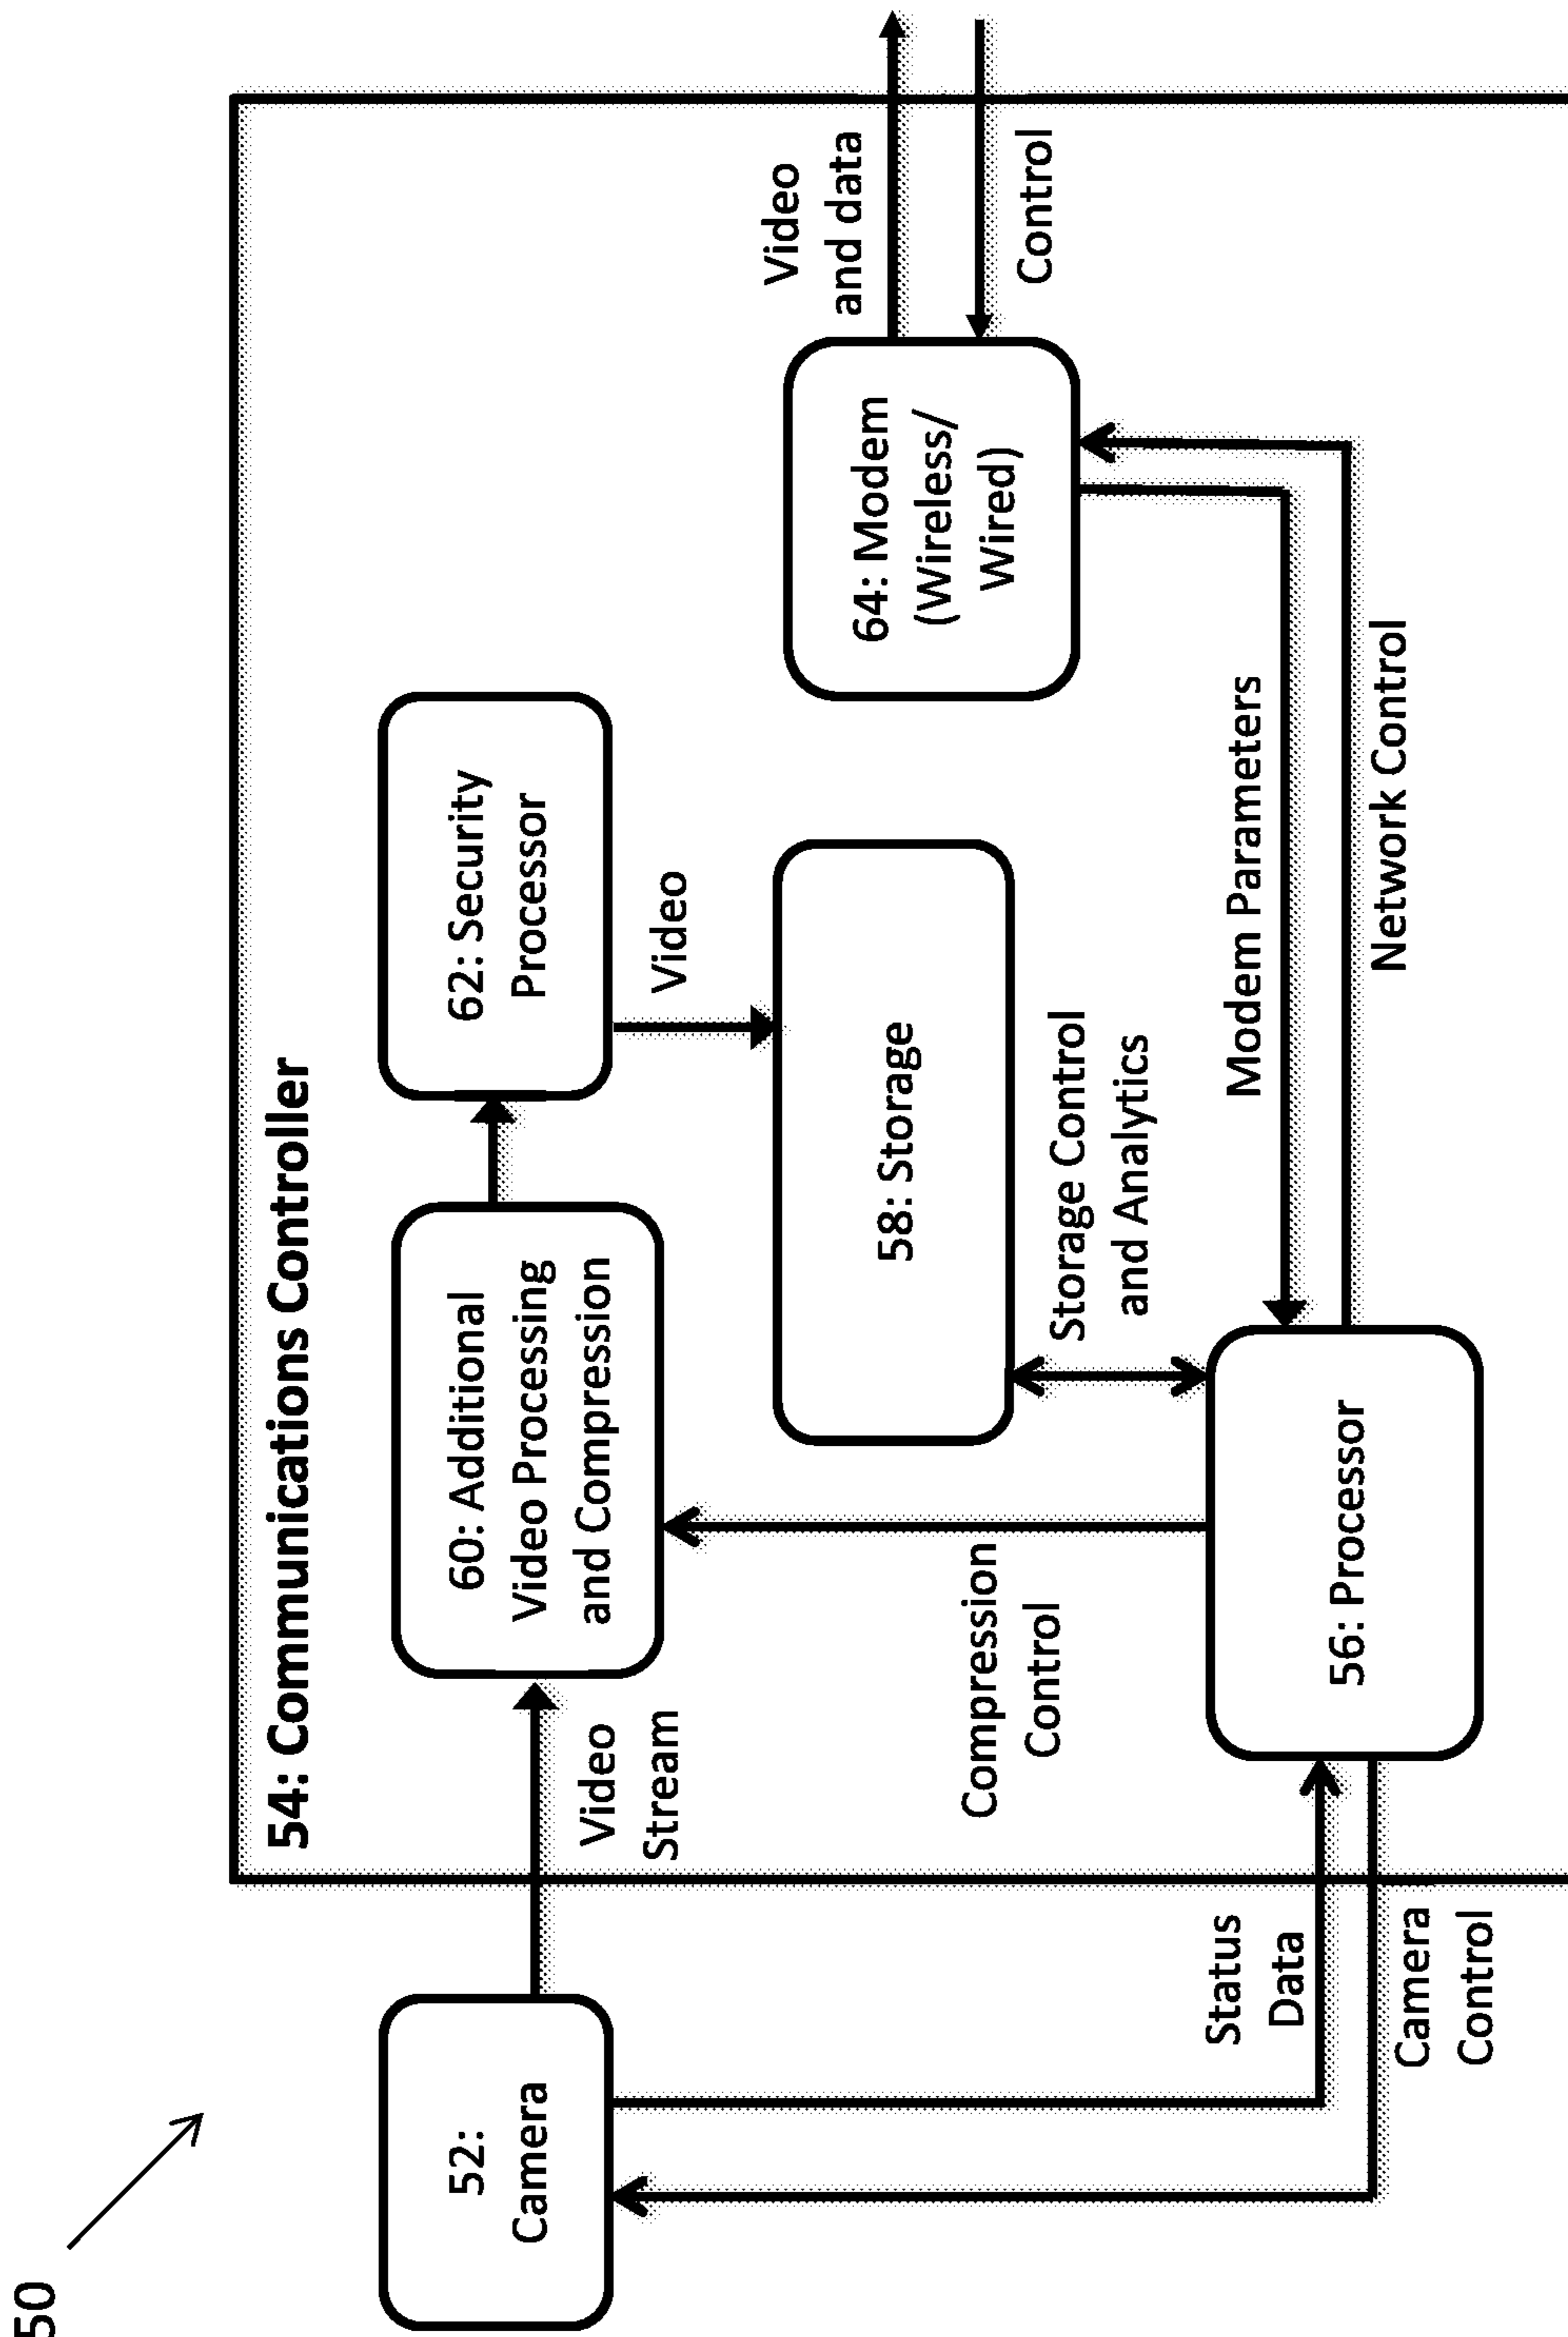 50
54: Communications Controller
52:
Camera
Video
Stream
60: Additional
Video Processing
and Compression
62: Security
Processor
Video
58: Storage
Video
and data
64: Modem
(Wireless/
Wired)
Control
Compression
Control
Storage Control
and Analytics
Modem Parameters
Network Control
Status
Data
56: Processor
Camera
Control